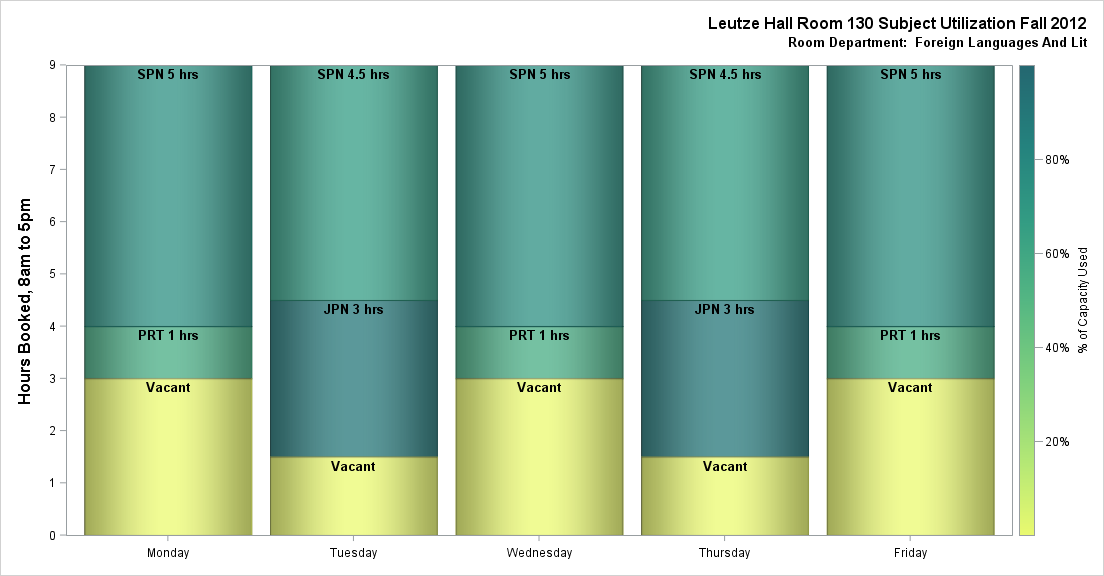 Leutze Hall Room 130 Subject Utilization Fall 2012
Room Department:  Foreign Languages And Lit
Hours Booked, 8am to 5pm
9
8
7
6
5
4
3
2
1
0
SPN 5 hrs
PRT 1 hrs
Vacant
SPN 4.5 hrs
JPN 3 hrs
Vacant
SPN 5 hrs
PRT 1 hrs
Vacant
SPN 4.5 hrs
JPN 3 hrs
Vacant
SPN 5 hrs
PRT 1 hrs
Vacant
Monday
Tuesday
Wednesday
Thursday
Friday
80%
60%
40%
20%
% of Capacity Used